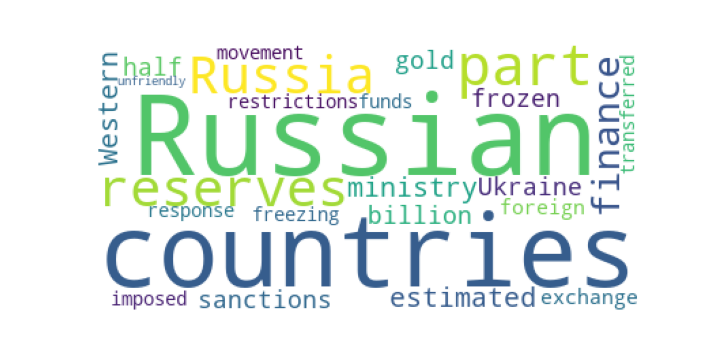 movement
half
Russia
gold
part
unfriendly
Western
restrictions
funds
frozen
finance
transferred
Russian
reserves
ministry
Ukraine
response
freezing
billion
foreign
countries
imposed
sanctions
estimated
exchange